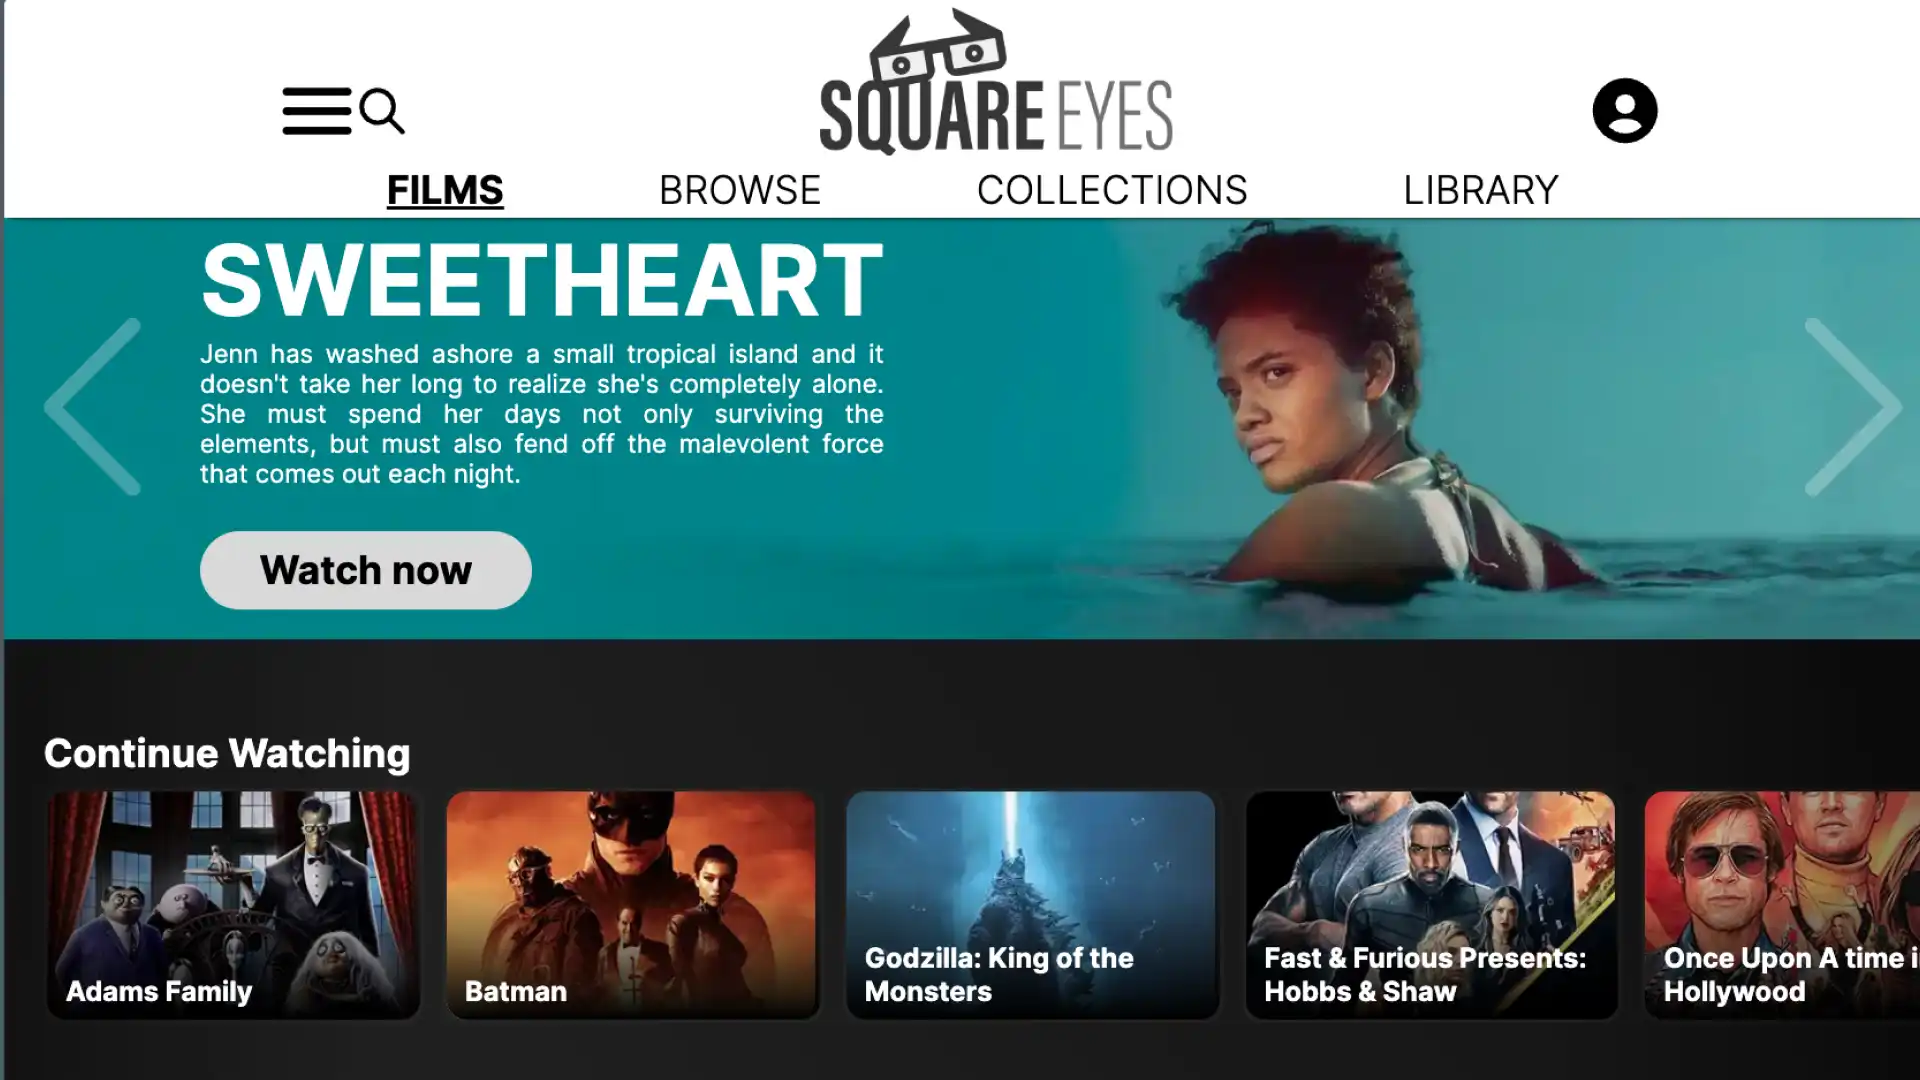 SQUARE EYES
FILMS
BROWSE
COLLECTIONS
LIBRARY
SWEETHEART
Jenn has washed ashore a small tropical island and it
doesn't take her long to realize she's completely alone.
She must spend her days not only surviving the
elements, but must also fend off the malevolent force
that comes out each night.
Watch now
Continue Watching
Adams Family
Batman
Godzilla: King of the
Monsters
Fast & Furious Presents:
Hobbs & Shaw
Once Upon A time i
Hollywood